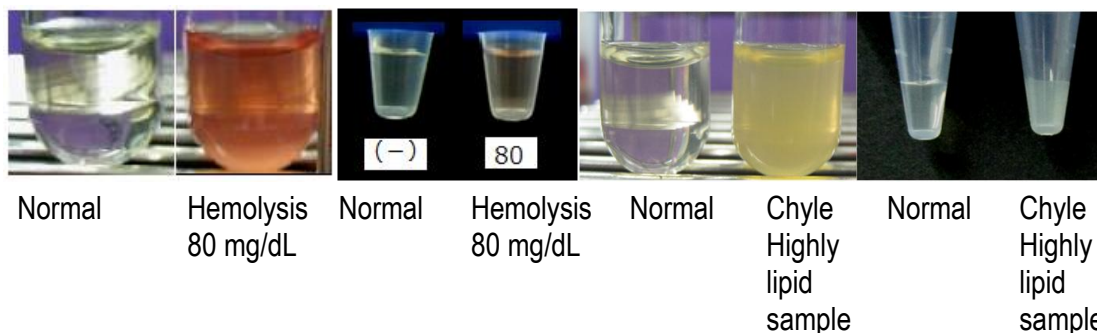 (-)
80
Normal
Hemolysis
80 mg/dL
Normal
Hemolysis
80 mg/dL
Normal
Chyle
Highly
lipid
sample
Normal
Chyle
Highly
lipid
sample